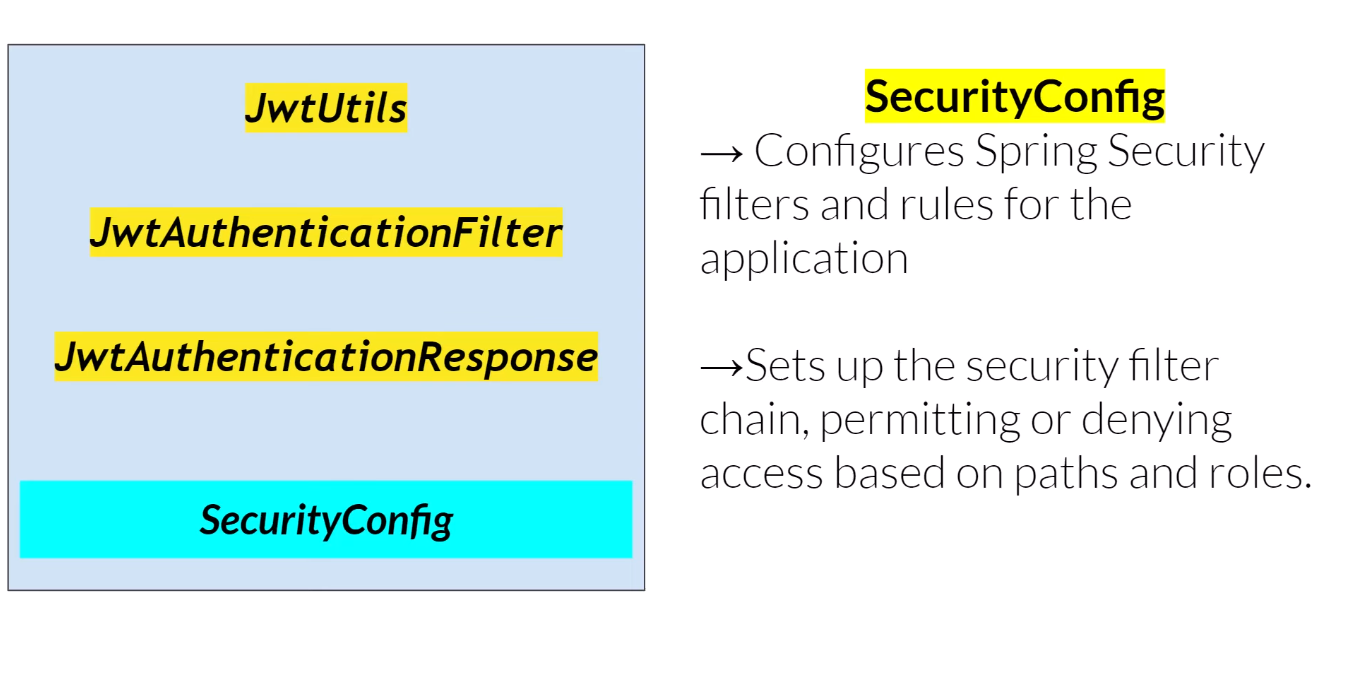 JwtUtils
JwtAuthenticationFilter
JwtAuthenticationResponse
SecurityConfig
SecurityConfig
→ Configures Spring Security
filters and rules for the
application
→Sets up the security filter
chain, permitting or denying
access based on paths and roles.